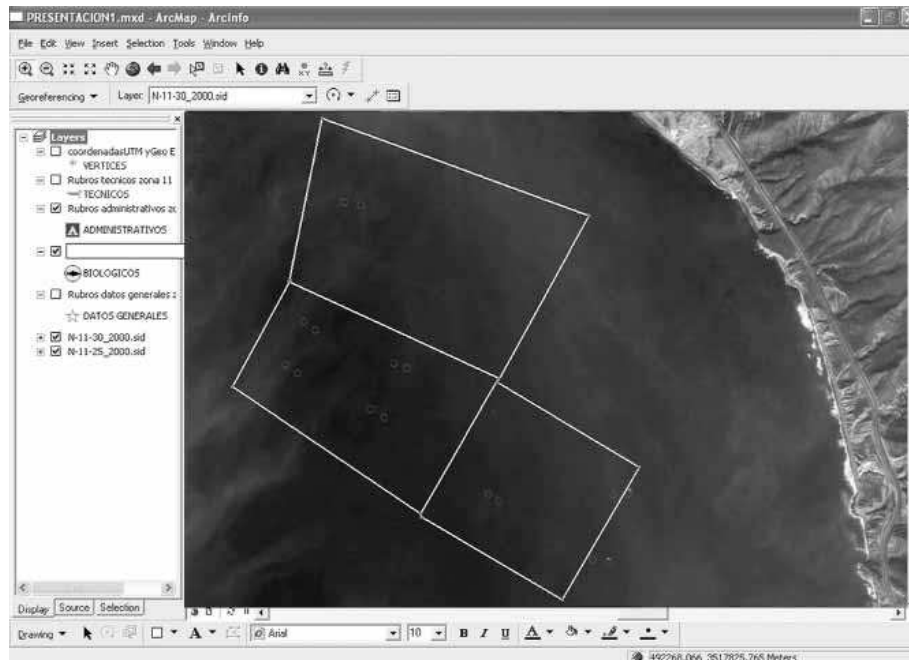 PRESENTACION1.mxd - ArcMap - ArcInfo
File Edit View Insert Selection Tools Window Help
Georeferencing Layer: N-11-30_2000.sid
Layers
coordenadasUTM yGeo E
VERTICES
Rubros tecnicos zona 11
TECNICOS
Rubros administrativos zo
ADMINISTRATIVOS
BIOLOGICOS
Rubros datos generales z
DATOS GENERALES
N-11-30_2000.sid
N-11-25_2000.sid
Display Source Selection
Drawing A Arial 10 B I U A
492268.066 3517825.765 Meters